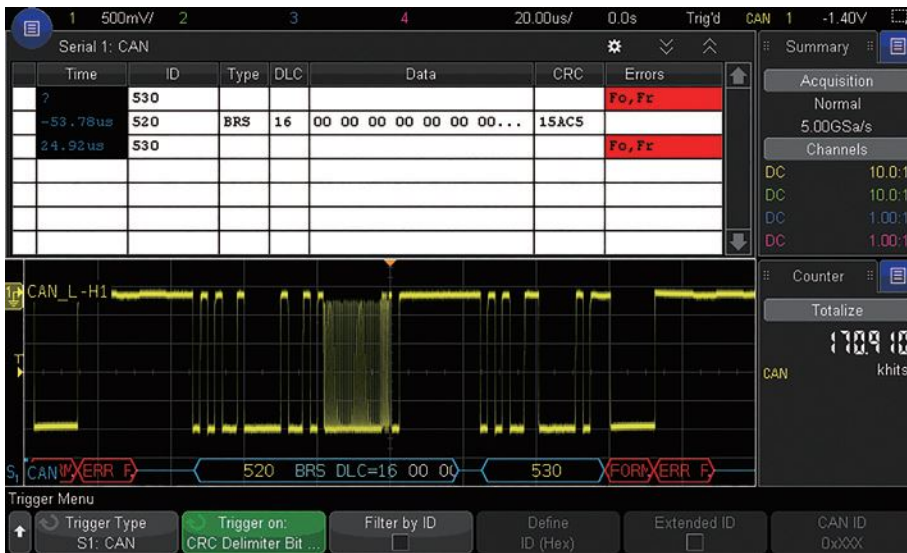 1 500mV/ 2 3 4 20.00us/ 0.0s Trig'd CAN 1 -1.40V
Serial 1: CAN
Time ID Type DLC Data CRC Errors
? 530 Fo,Fr
-53.78us 520 BRS 16 00 00 00 00 00 00 00... 15AC5
24.92us 530 Fo,Fr
Summary
Acquisition
Normal
5.00GSa/s
Channels
DC 10.0:1
DC 10.0:1
DC 1.00:1
DC 1.00:1
CAN_L-H1
T
S1 CAN ERR F 520 BRS DLC=16 00 00 530 FORM ERR F
Counter
Totalize
CAN khits
Trigger Menu
Trigger Type
S1: CAN
Trigger on:
CRC Delimiter Bit ...
Filter by ID
Define
ID (Hex)
Extended ID
CAN ID
0xXXX